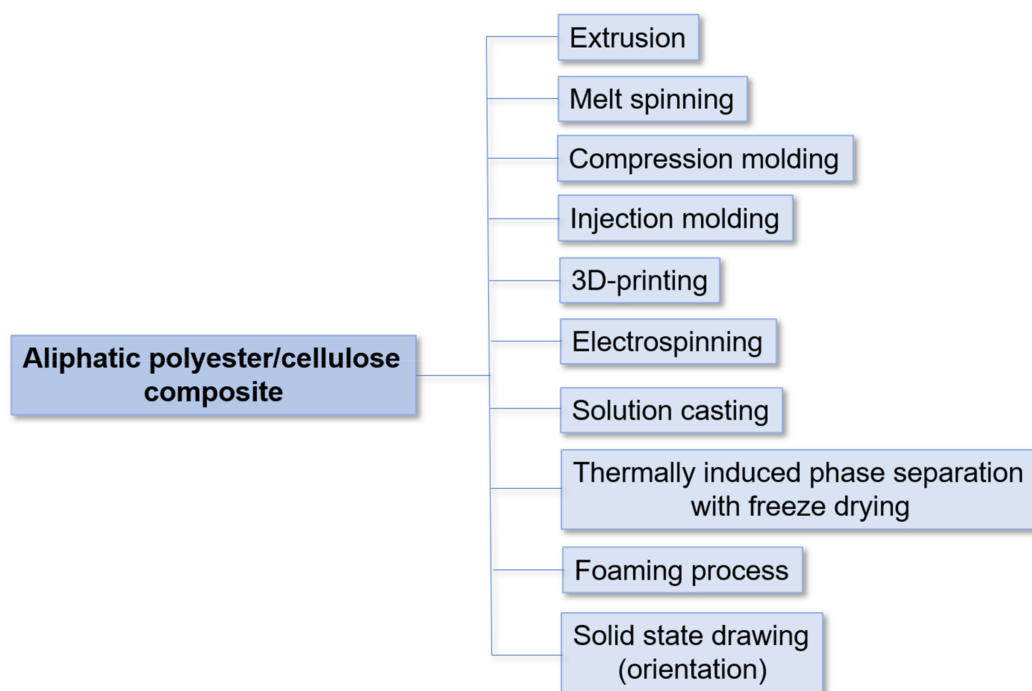 Extrusion
Melt spinning
Compression molding
Injection molding
3D-printing
Electrospinning
Aliphatic polyester/cellulose
composite
Solution casting
Thermally induced phase separation
with freeze drying
Foaming process
Solid state drawing
(orientation)